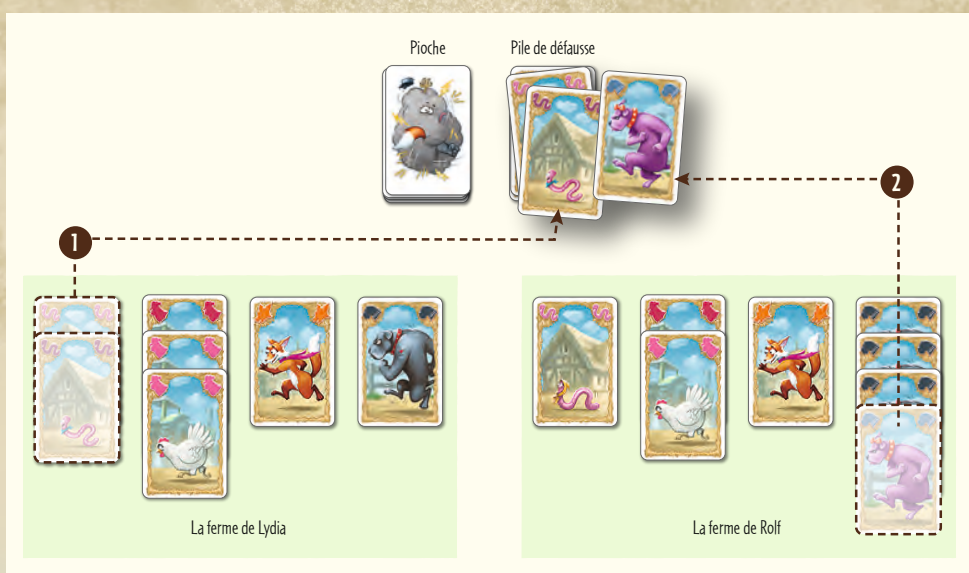 Pioche
Pile de défausse
2
1
La ferme de Lydia
La ferme de Rolf